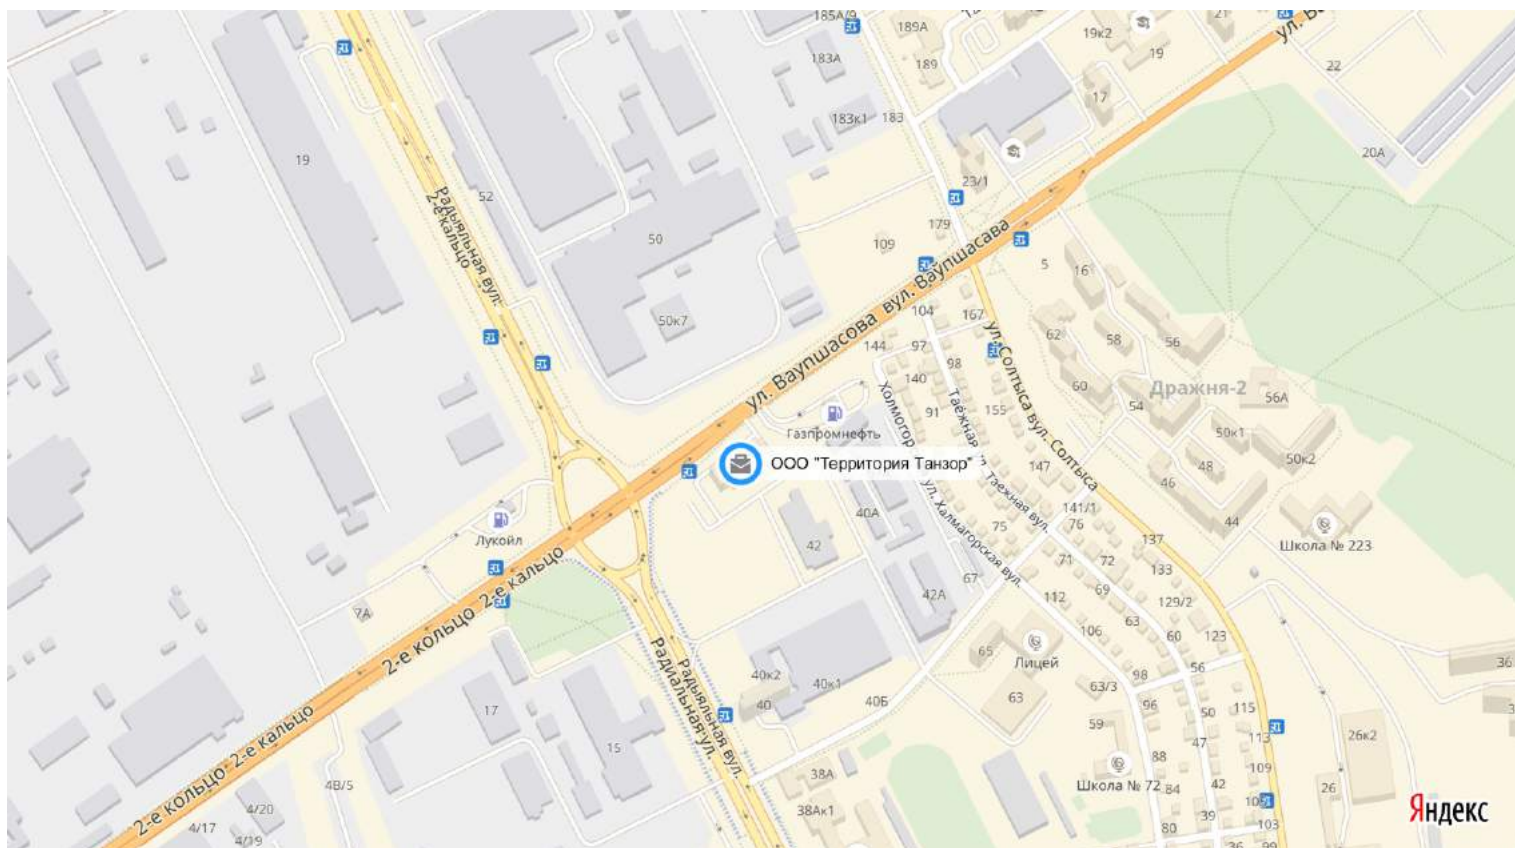 185А/9
189А
189
183А
183к1
183
19к2
19
21
17
22
20А
23/1
ул. Ва
19
52
50
50к7
109
179
5
16
Радыяльная вул.
2-е кальцо
ул. Ваупшасова вул. Ваўпшасава
104
167
144
97
98
140
91
155
147
62
58
56
60
54
56А
50к1
50к2
48
46
44
Дражня-2
ул. Солтыса вул. Солтыса
Газпромнефть
ООО "Территория Танзор"
Таёжная ул. Таёжная вул.
Лукойл
42
40А
75
141/1
76
71
72
137
133
129/2
Школа № 223
Халмагорская вул.
67
42А
112
69
63
106
60
123
7А
2-е кольцо 2-е кальцо
65
Лицей
63
63/3
98
56
96
50
115
59
47
113
88
109
Радыяльная вул.
Радиальная ул.
40к2
40
40к1
40Б
17
15
38А
38Ак1
Школа № 72
84
42
80
39
103
36
99
26к2
26
36
2-е кольцо 2-е кальцо
4В/5
4/20
4/17
4/19
Яндекс